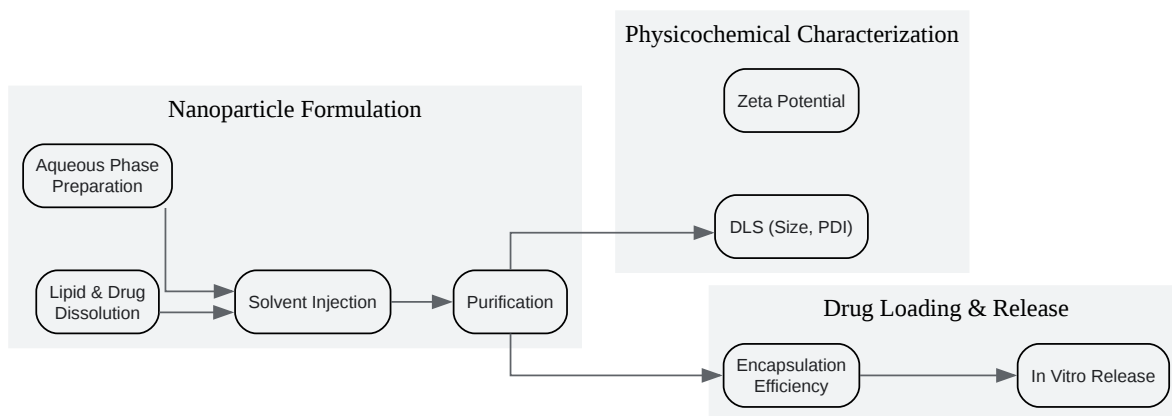 Physicochemical Characterization
Zeta Potential
DLS (Size, PDI)
Nanoparticle Formulation
Aqueous Phase
Preparation
Lipid & Drug
Dissolution
Solvent Injection
Purification
Drug Loading & Release
Encapsulation
Efficiency
In Vitro Release